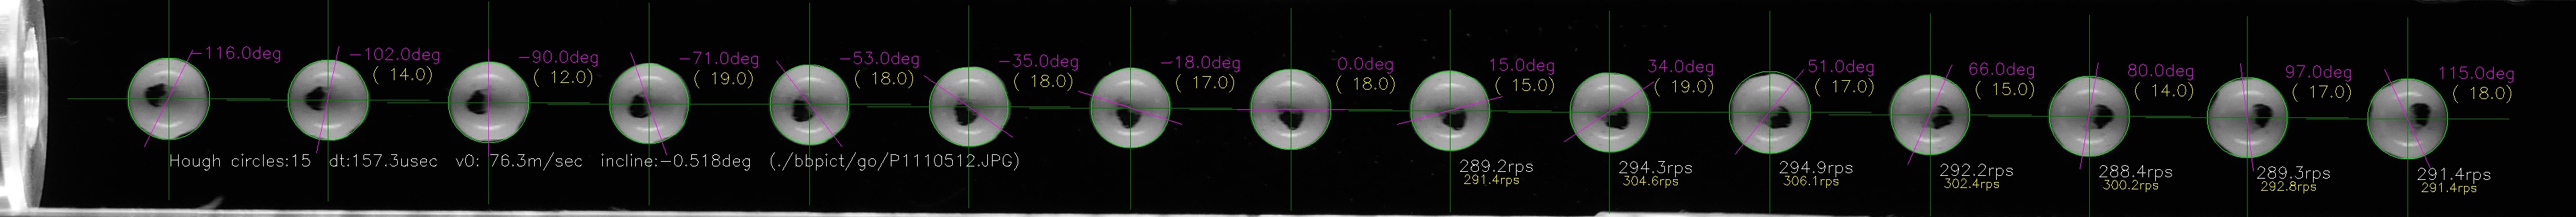 -116.0deg
-102.0deg
( 14.0)
-90.0deg
( 12.0)
-71.0deg
( 19.0)
-53.0deg
( 18.0)
-35.0deg
( 18.0)
-18.0deg
( 17.0)
0.0deg
( 18.0)
15.0deg
( 15.0)
34.0deg
( 19.0)
51.0deg
( 17.0)
66.0deg
( 15.0)
80.0deg
( 14.0)
97.0deg
( 17.0)
115.0deg
( 18.0)
Hough circles:15 dt:157.3usec v0: 76.3m/sec incline:-0.518deg (./bbpict/go/P1110512.JPG)
289.2rps
291.4rps
294.3rps
304.6rps
294.9rps
306.1rps
292.2rps
302.4rps
288.4rps
300.2rps
289.3rps
292.8rps
291.4rps
291.4rps